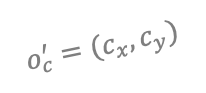 o'_c = (c_x, c_y)